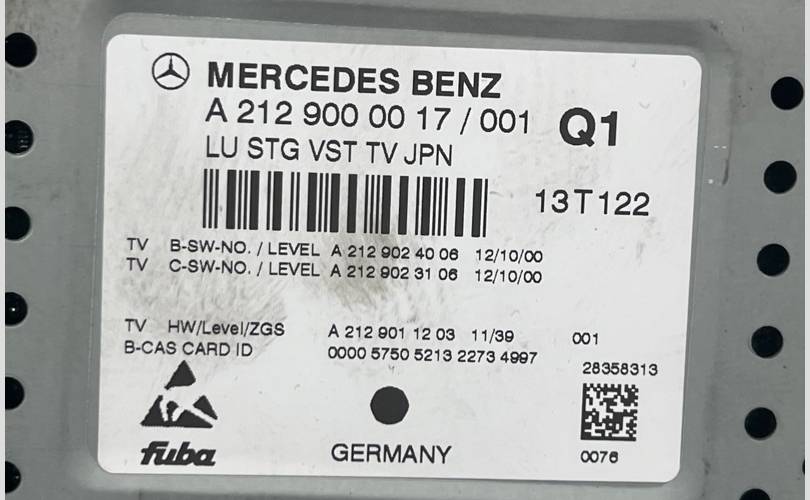 MERCEDES BENZ
A 212 900 00 17 / 001 Q1
LU STG VST TV JPN
13T122
TV B-SW-NO. / LEVEL A 212 902 40 06 12/10/00
TV C-SW-NO. / LEVEL A 212 902 31 06 12/10/00
TV HW/Level/ZGS A 212 901 12 03 11/39 001
B-CAS CARD ID 0000 5750 5213 2273 4997
28358313
fuba
GERMANY
0076